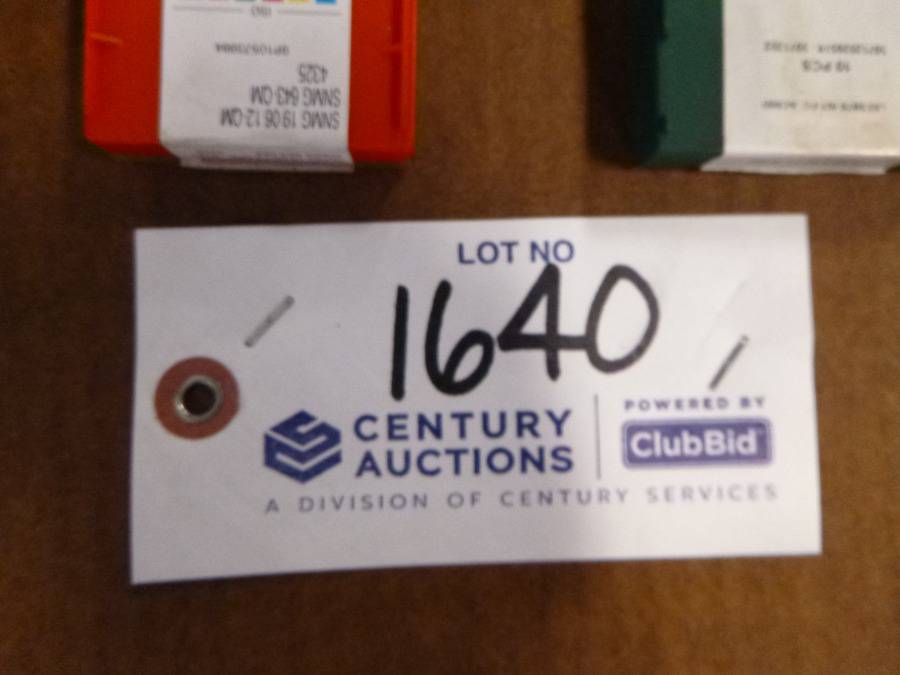 ISO
SNMG 19 06 12-QM
SNMG 643-QM
4325
10 PCS
LOT NO
1640
CENTURY
AUCTIONS
POWERED BY
ClubBid
A DIVISION OF CENTURY SERVICES